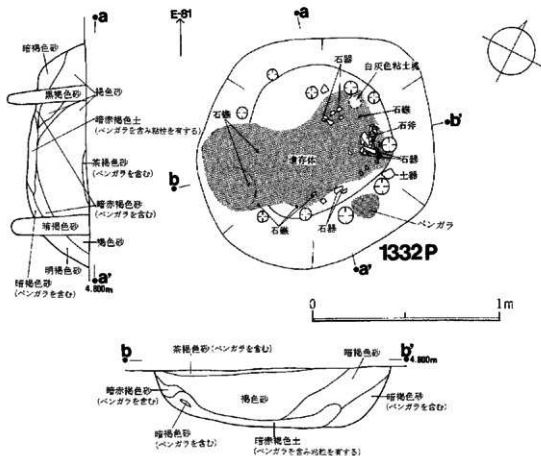 a
E-81
a
暗褐色砂
黒褐色砂
褐色砂
暗赤褐色土
(ベンガラを含み粘性を有する)
茶褐色砂
(ベンガラを含む)
暗赤褐色砂
(ベンガラを含む)
暗褐色砂
褐色砂
明褐色砂
暗褐色砂
(ベンガラを含む)
a'
4.800m
石器
白灰色粘土塊
石鏃
石鏃
石斧
b'
石器
土器
遺存体
b
石鏃
石器
ベンガラ
a'
1332P
0
1m
b
茶褐色砂(ベンガラを含む)
暗褐色砂
b'
4.800m
暗赤褐色砂
(ベンガラを含む)
褐色砂
暗褐色砂
(ベンガラを含む)
暗褐色砂
(ベンガラを含む)
暗赤褐色土
(ベンガラを含み粘性を有する)